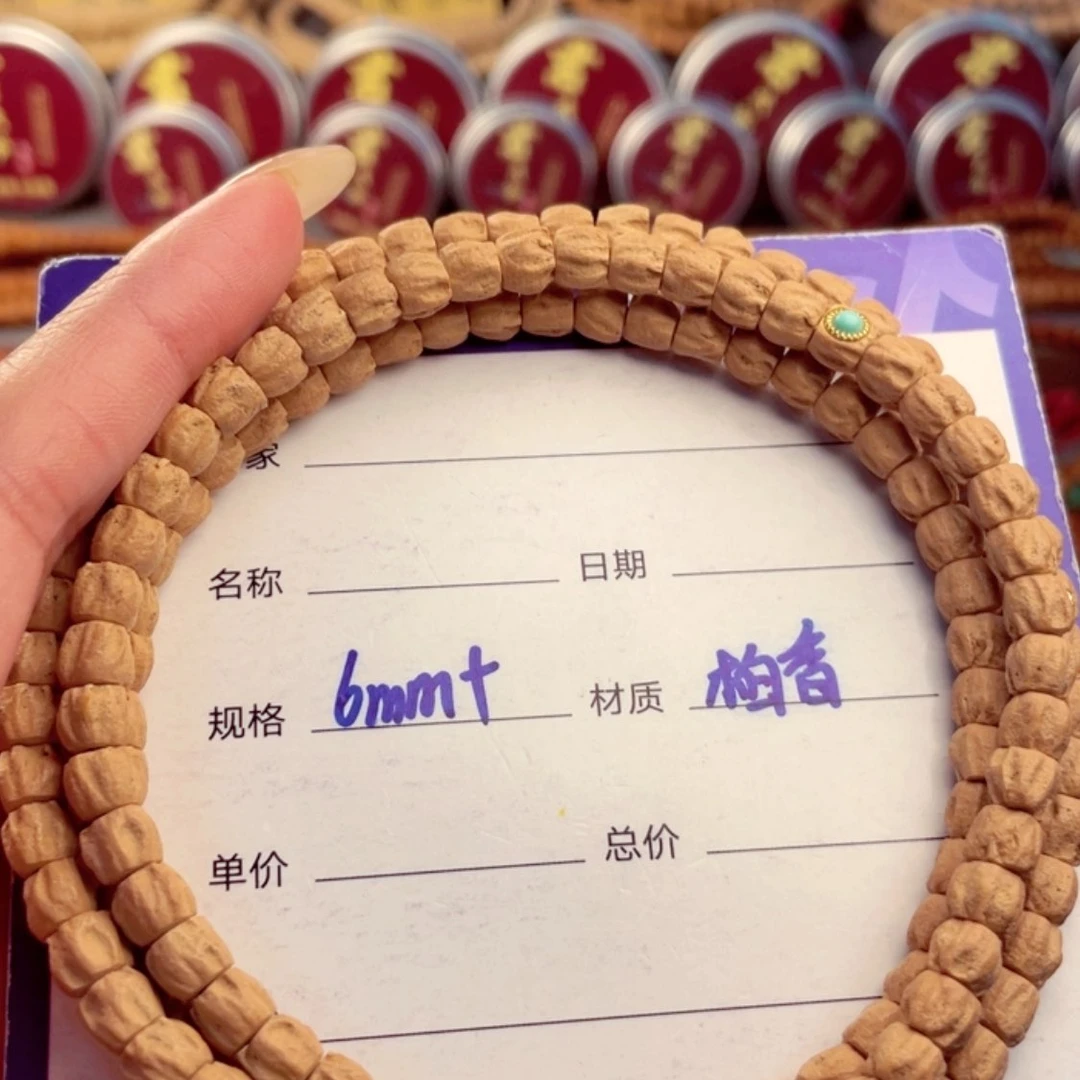 家
名称 日期
规格 6mm+ 材质 柏香
单价 总价